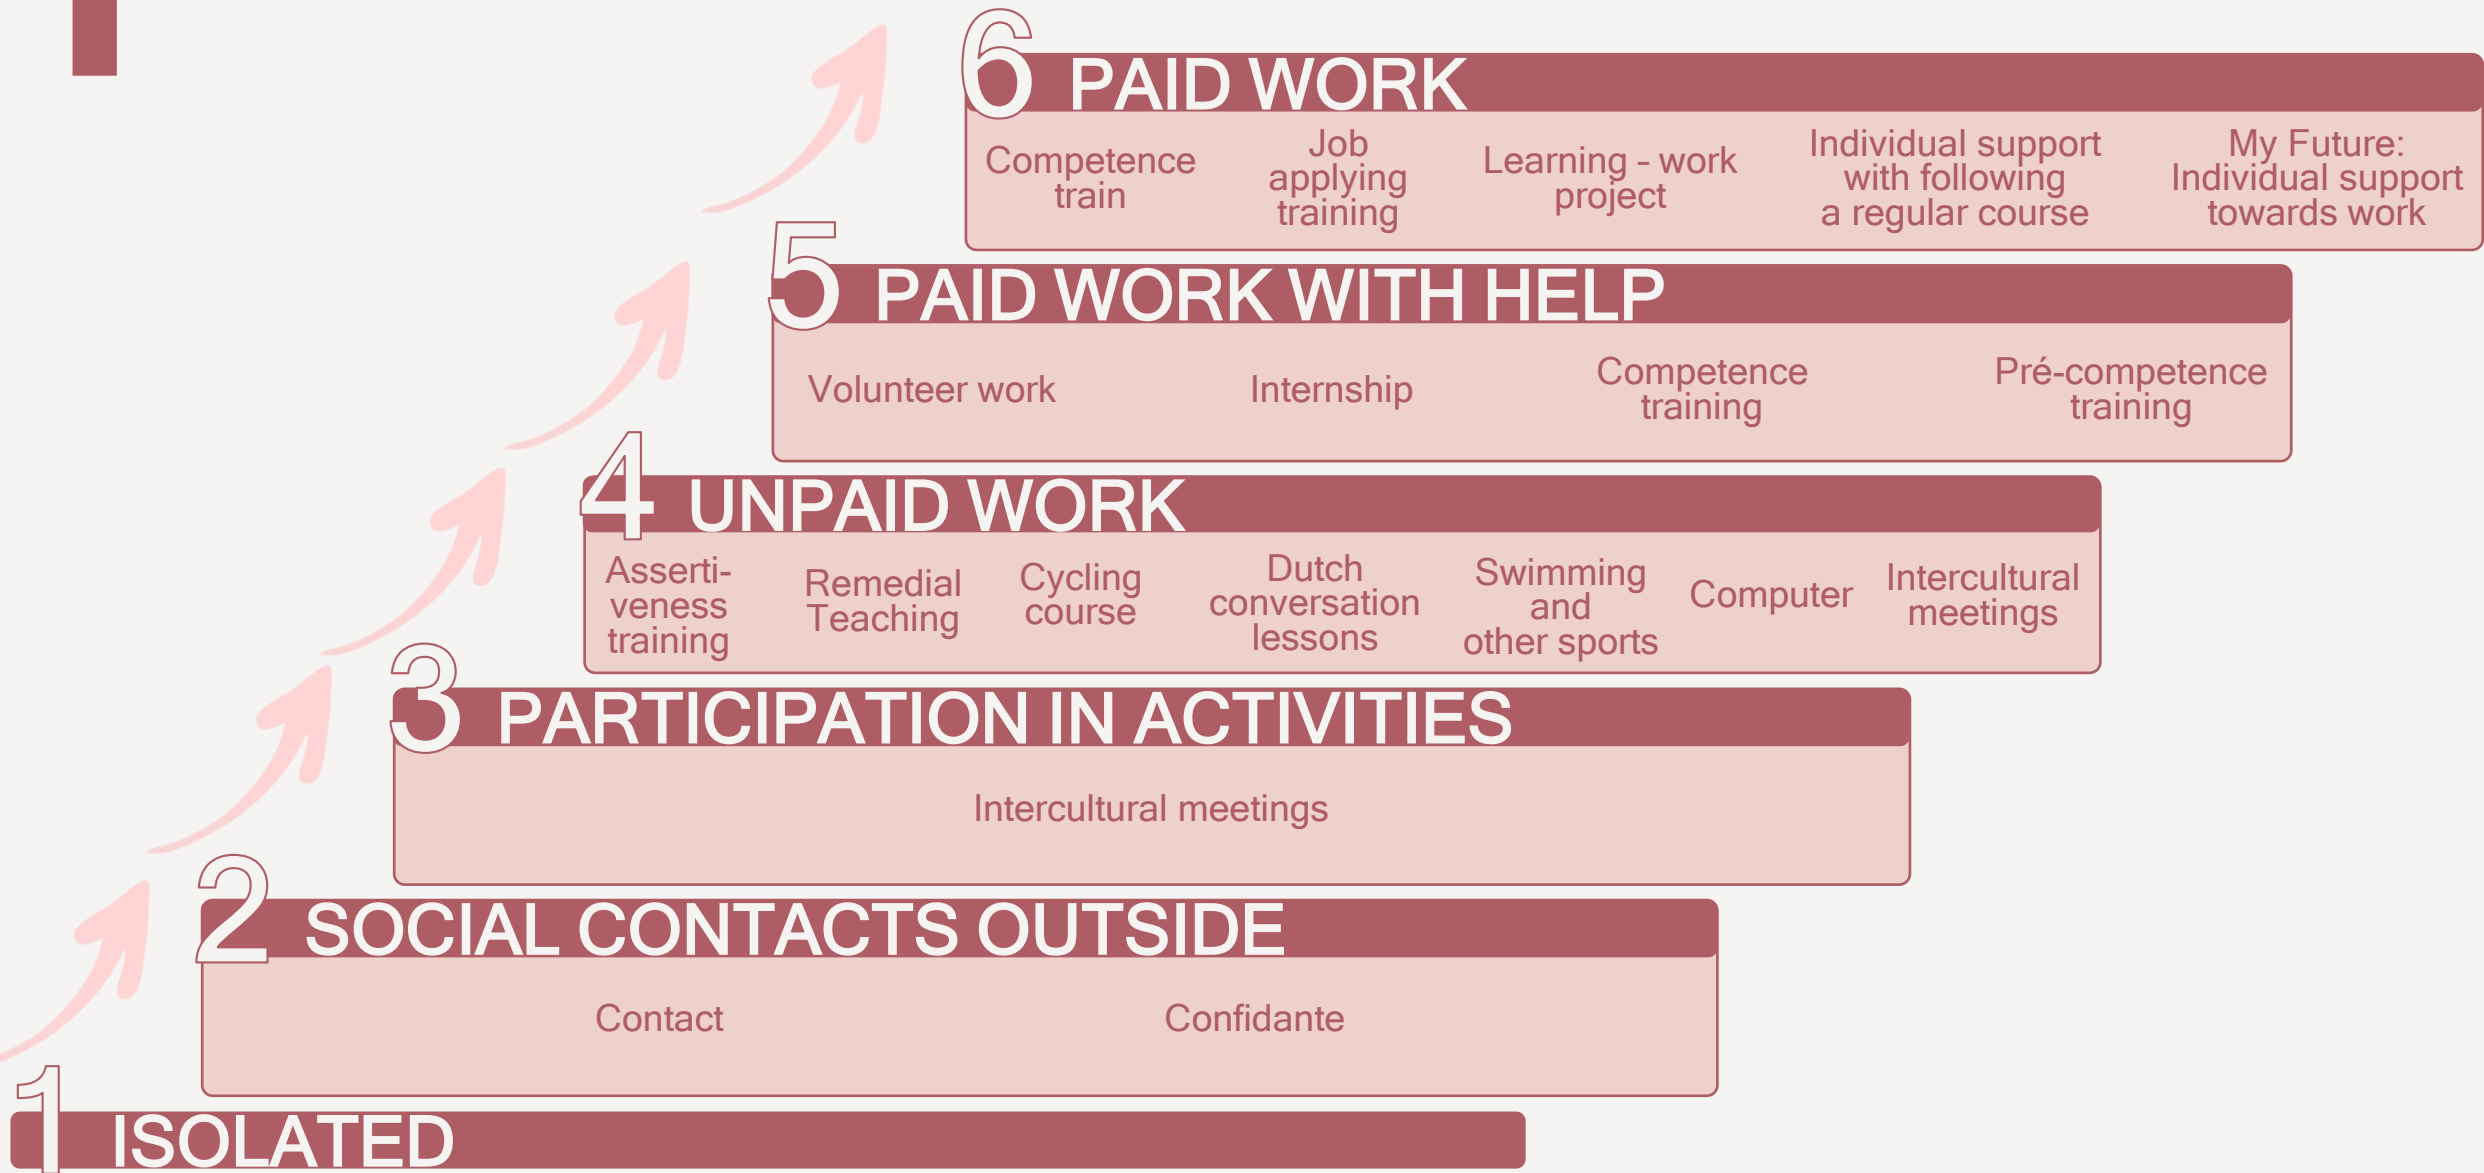 6 PAID WORK
Competence
train
Job
applying
training
Learning - work
project
Individual support
with following
a regular course
My Future:
Individual support
towards work
5 PAID WORK WITH HELP
Volunteer work
Internship
Competence
training
Pré-competence
training
4 UNPAID WORK
Asserti-
veness
training
Remedial
Teaching
Cycling
course
Dutch
conversation
lessons
Swimming
and
other sports
Computer
Intercultural
meetings
3 PARTICIPATION IN ACTIVITIES
Intercultural meetings
2 SOCIAL CONTACTS OUTSIDE
Contact
Confidante
1 ISOLATED